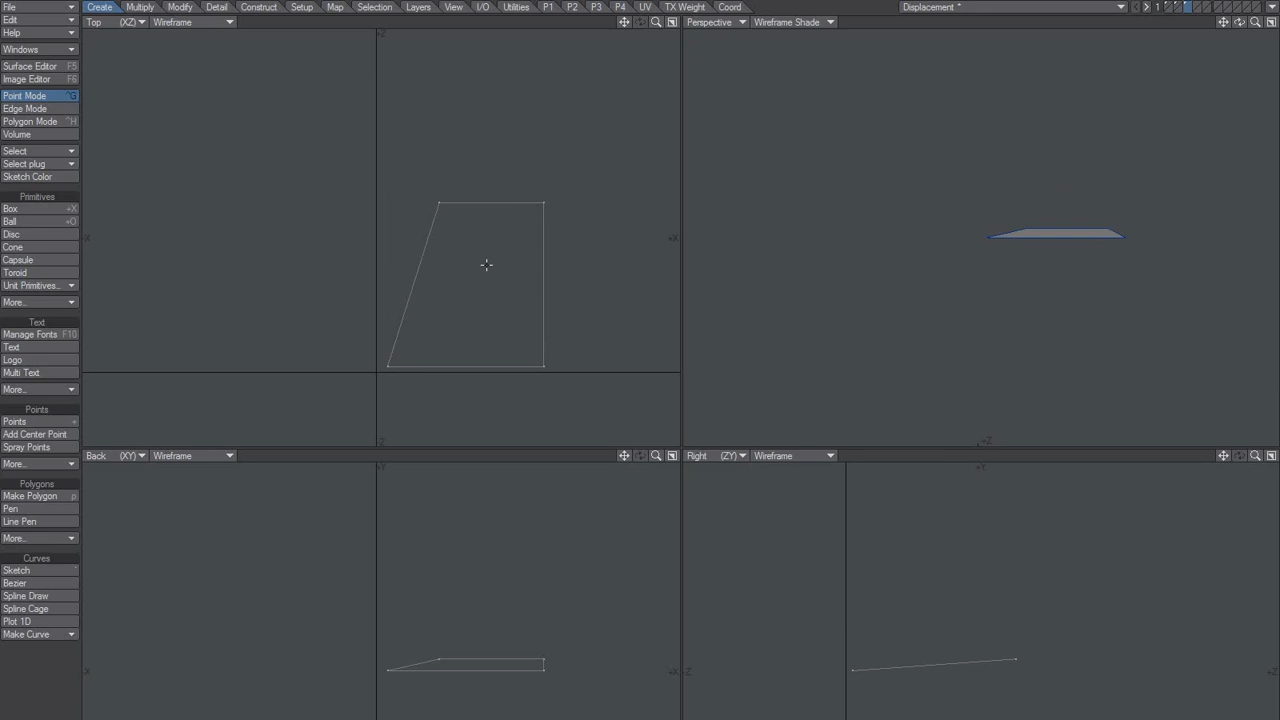 File Create Multiply Modify Detail Construct Setup Map Selection Layers View I/O Utilities P1 P2 P3 P4 UV TX Weight Coord Displacement * 1
Edit Top (XZ) Wireframe Perspective Wireframe Shade
Help +Z
Windows
Surface Editor F5
Image Editor F6
Point Mode ^G
Edge Mode
Polygon Mode ^H
Volume
Select
Select plug
Sketch Color
Primitives
Box +X
Ball +O
Disc
-X +X
Cone
Capsule
Toroid
Unit Primitives...
More...
Text
Manage Fonts F10
Text
Logo
Multi Text
More...
Points
Points +
Add Center Point
-Z +Z
Spray Points
Back (XY) Wireframe Right (ZY) Wireframe
More...
+Y +Y
Polygons
Make Polygon p
Pen
Line Pen
More...
Curves
Sketch `
Bezier
Spline Draw
Spline Cage
Plot 1D
Make Curve
-X +X -Z +Z